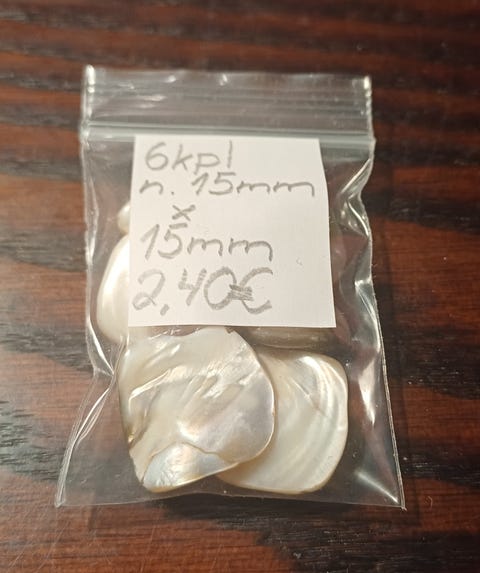 6kpl
n. 15mm
x
15mm
2,40€